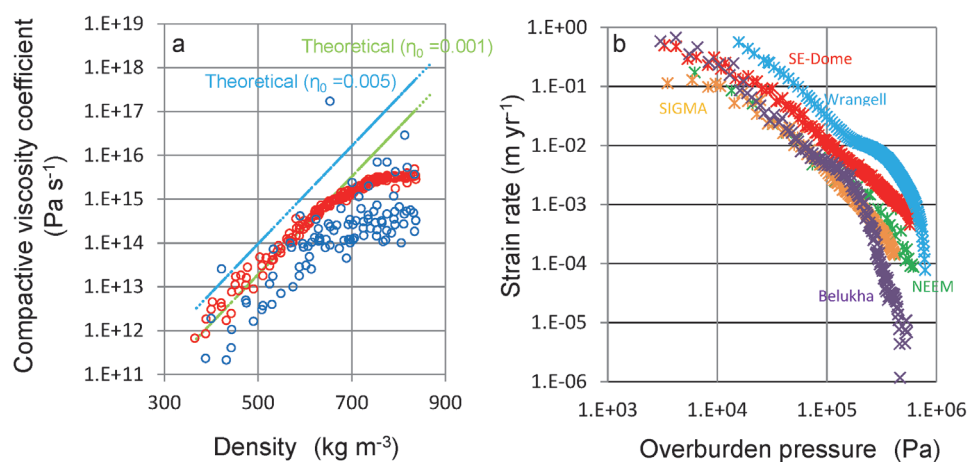 Compactive viscosity coefficient
(Pa s⁻¹)
1.E+19
1.E+18
1.E+17
1.E+16
1.E+15
1.E+14
1.E+13
1.E+12
1.E+11
a
Theoretical (η₀ =0.001)
Theoretical (η₀ =0.005)
300
500
700
900
Density (kg m⁻³)
Strain rate (m yr⁻¹)
1.E+00
1.E-01
1.E-02
1.E-03
1.E-04
1.E-05
1.E-06
b
SE-Dome
Wrangell
SIGMA
NEEM
Belukha
1.E+03
1.E+04
1.E+05
1.E+06
Overburden pressure (Pa)